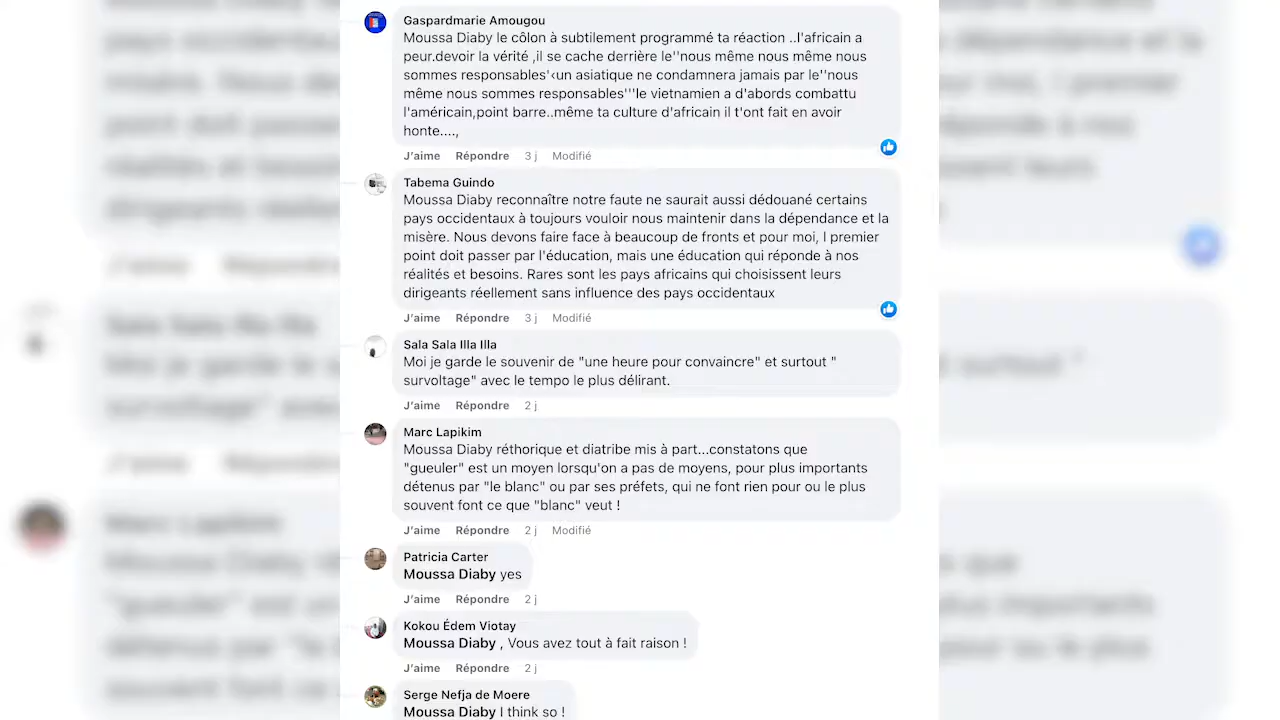 Gaspardmarie Amougou
Moussa Diaby le côlon à subtilement programmé ta réaction ..l'africain a
peur.devoir la vérité ,il se cache derrière le''nous même nous même nous
sommes responsables'‹un asiatique ne condamnera jamais par le''nous
même nous sommes responsables'''le vietnamien a d'abords combattu
l'américain,point barre..même ta culture d'africain il t'ont fait en avoir
honte....,
J'aime Répondre 3 j Modifié
Tabema Guindo
Moussa Diaby reconnaître notre faute ne saurait aussi dédouané certains
pays occidentaux à toujours vouloir nous maintenir dans la dépendance et la
misère. Nous devons faire face à beaucoup de fronts et pour moi, l premier
point doit passer par l'éducation, mais une éducation qui réponde à nos
réalités et besoins. Rares sont les pays africains qui choisissent leurs
dirigeants réellement sans influence des pays occidentaux
J'aime Répondre 3 j Modifié
Sala Sala Illa Illa
Moi je garde le souvenir de "une heure pour convaincre" et surtout "
survoltage" avec le tempo le plus délirant.
J'aime Répondre 2 j
Marc Lapikim
Moussa Diaby réthorique et diatribe mis à part...constatons que
"gueuler" est un moyen lorsqu'on a pas de moyens, pour plus importants
détenus par "le blanc" ou par ses préfets, qui ne font rien pour ou le plus
souvent font ce que "blanc" veut !
J'aime Répondre 2 j Modifié
Patricia Carter
Moussa Diaby yes
J'aime Répondre 2 j
Kokou Édem Viotay
Moussa Diaby , Vous avez tout à fait raison !
J'aime Répondre 2 j
Serge Nefja de Moere
Moussa Diaby I think so !